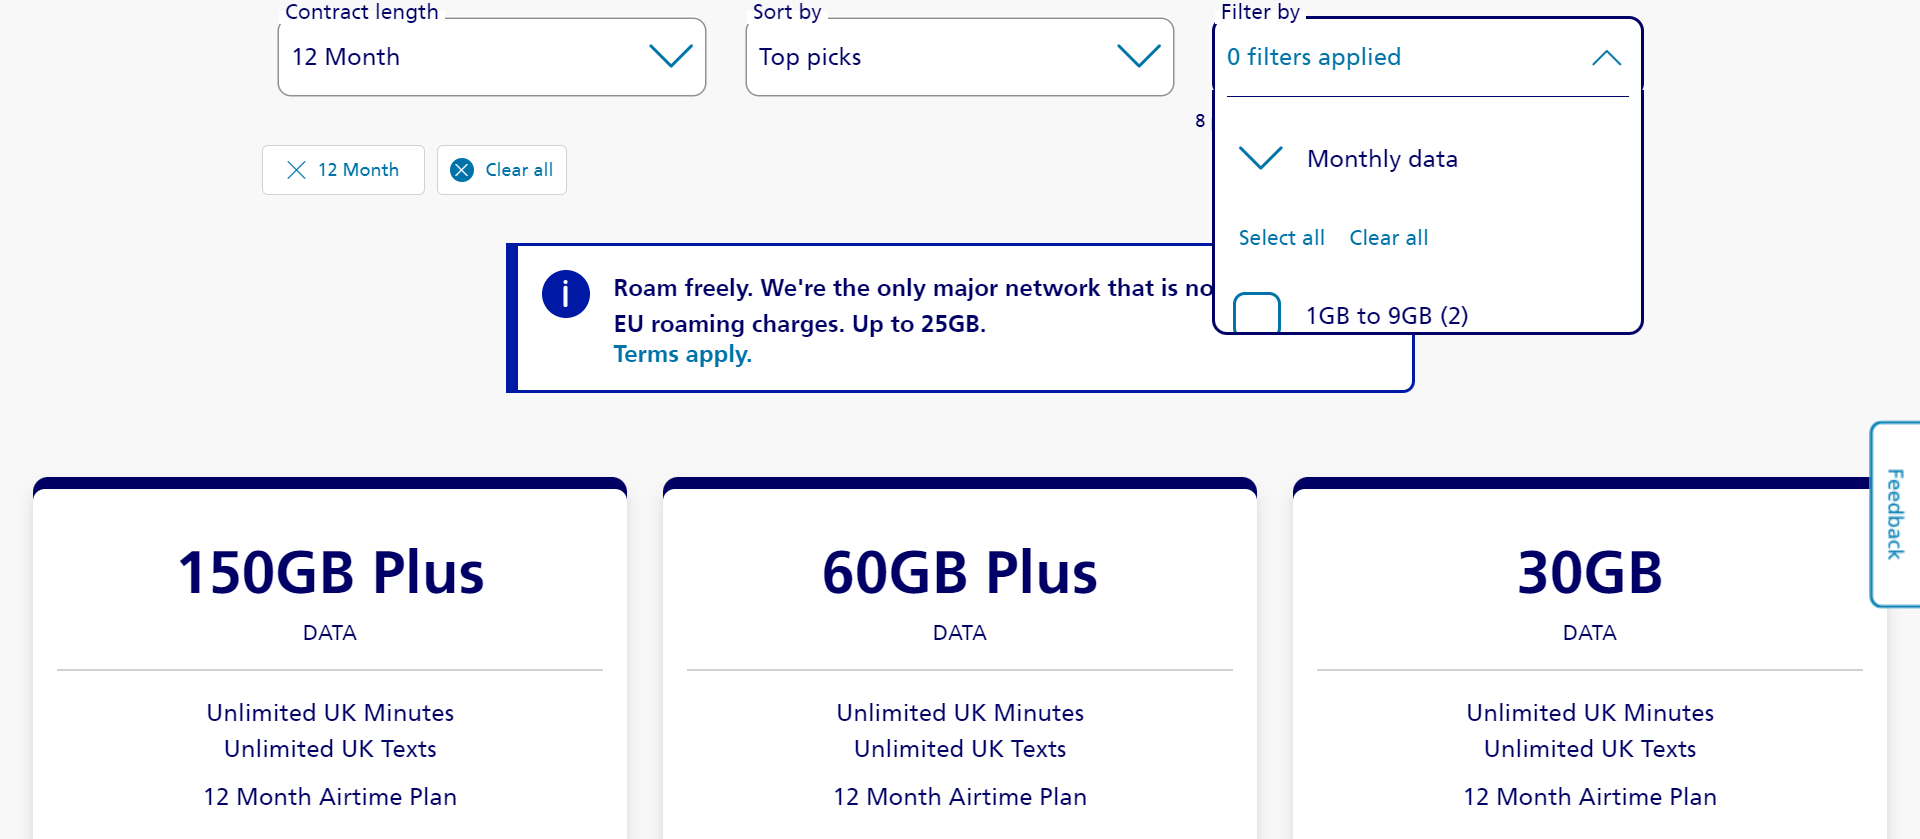 Contract length
12 Month
Sort by
Top picks
Filter by
0 filters applied
8
Monthly data
Select all Clear all
1GB to 9GB (2)
12 Month
Clear all
Roam freely. We're the only major network that is no
EU roaming charges. Up to 25GB.
Terms apply.
Feedback
150GB Plus
DATA
Unlimited UK Minutes
Unlimited UK Texts
12 Month Airtime Plan
60GB Plus
DATA
Unlimited UK Minutes
Unlimited UK Texts
12 Month Airtime Plan
30GB
DATA
Unlimited UK Minutes
Unlimited UK Texts
12 Month Airtime Plan